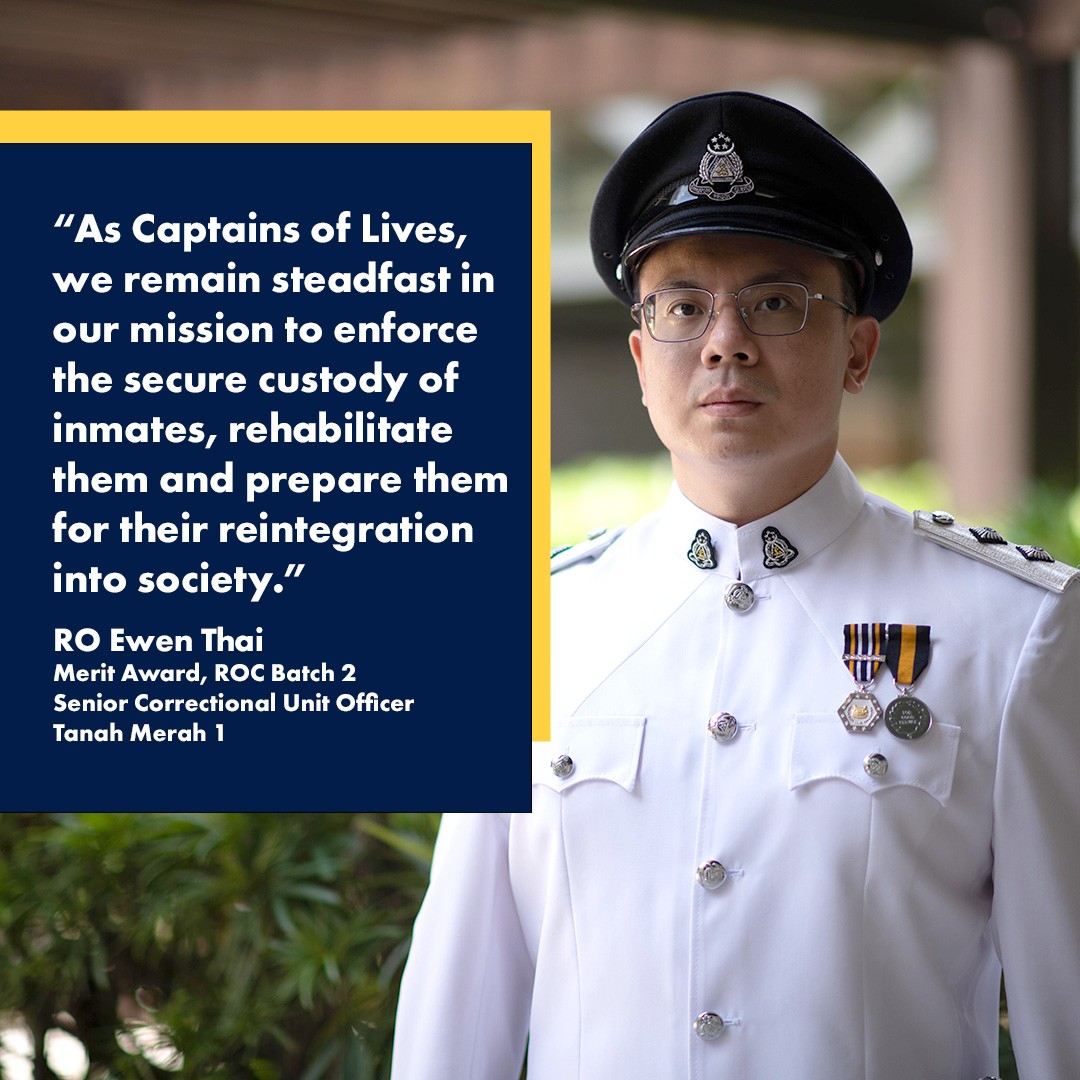 “As Captains of Lives,
we remain steadfast in
our mission to enforce
the secure custody of
inmates, rehabilitate
them and prepare them
for their reintegration
into society.”
RO Ewen Thai
Merit Award, ROC Batch 2
Senior Correctional Unit Officer
Tanah Merah 1